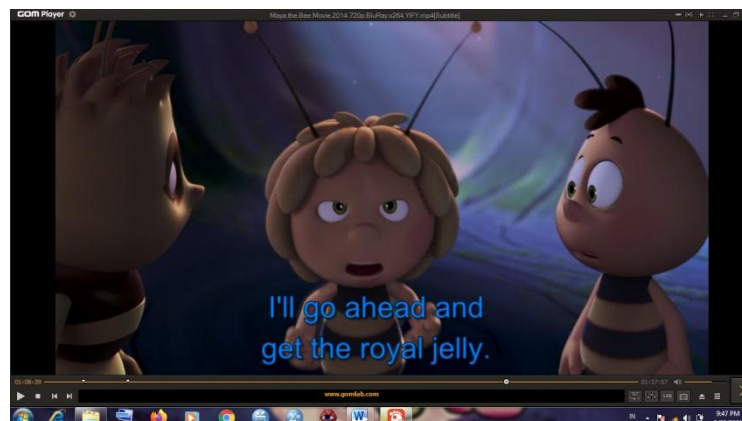 GOM Player
Maya.the.Bee.Movie.2014.720p.BluRay.x264.YIFY.mp4[Subtitle]
I'll go ahead and
get the royal jelly.
01:08:39
01:27:57
www.gomlab.com
IN
9:47 PM